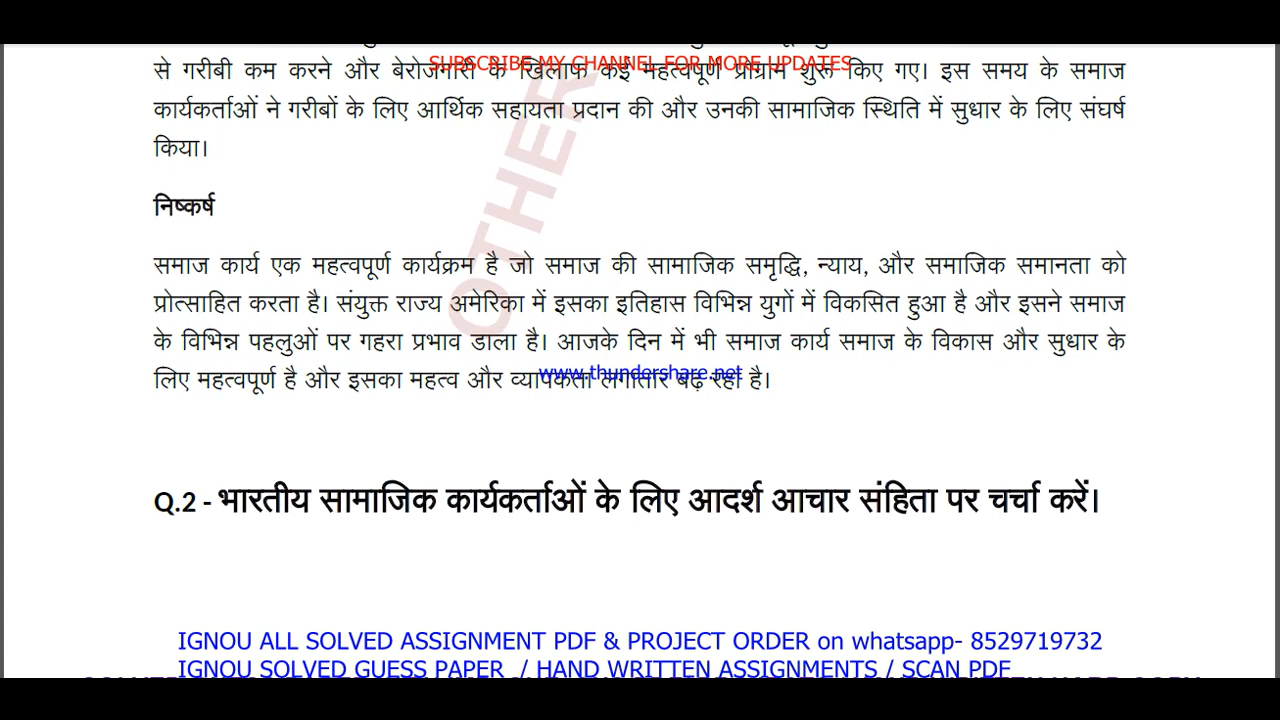 SUBSCRIBE MY CHANNEL FOR MORE UPDATES
से गरीबी कम करने और बेरोजगारी के खिलाफ कई महत्वपूर्ण प्रोग्राम शुरू किए गए। इस समय के समाज
कार्यकर्ताओं ने गरीबों के लिए आर्थिक सहायता प्रदान की और उनकी सामाजिक स्थिति में सुधार के लिए संघर्ष
किया।
OTHER
निष्कर्ष
समाज कार्य एक महत्वपूर्ण कार्यक्रम है जो समाज की सामाजिक समृद्धि, न्याय, और समाजिक समानता को
प्रोत्साहित करता है। संयुक्त राज्य अमेरिका में इसका इतिहास विभिन्न युगों में विकसित हुआ है और इसने समाज
के विभिन्न पहलुओं पर गहरा प्रभाव डाला है। आजके दिन में भी समाज कार्य समाज के विकास और सुधार के
लिए महत्वपूर्ण है और इसका महत्व और व्यापकता लगातार बढ़ रहा है।
www.thundershare.net
Q.2 - भारतीय सामाजिक कार्यकर्ताओं के लिए आदर्श आचार संहिता पर चर्चा करें।
IGNOU ALL SOLVED ASSIGNMENT PDF & PROJECT ORDER on whatsapp- 8529719732
IGNOU SOLVED GUESS PAPER / HAND WRITTEN ASSIGNMENTS / SCAN PDF